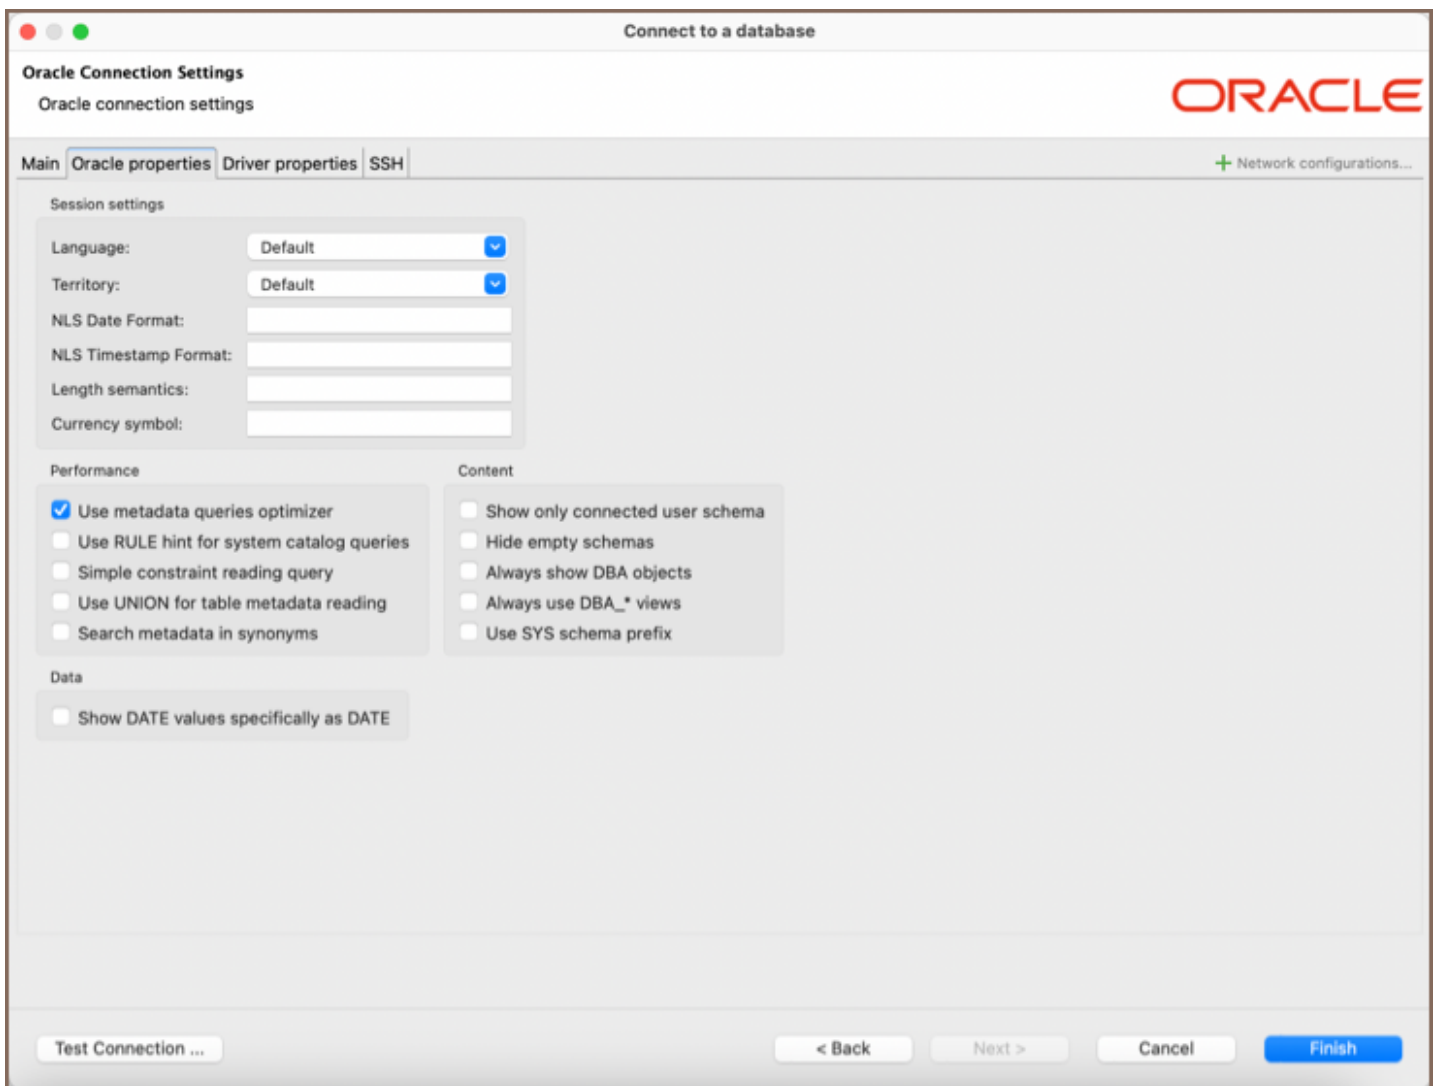 Connect to a database
Oracle Connection Settings
Oracle connection settings
ORACLE
Main Oracle properties Driver properties SSH
Network configurations...
Session settings
Language: Default
Territory: Default
NLS Date Format:
NLS Timestamp Format:
Length semantics:
Currency symbol:
Performance
Use metadata queries optimizer
Use RULE hint for system catalog queries
Simple constraint reading query
Use UNION for table metadata reading
Search metadata in synonyms
Content
Show only connected user schema
Hide empty schemas
Always show DBA objects
Always use DBA_* views
Use SYS schema prefix
Data
Show DATE values specifically as DATE
Test Connection ... < Back Next > Cancel Finish